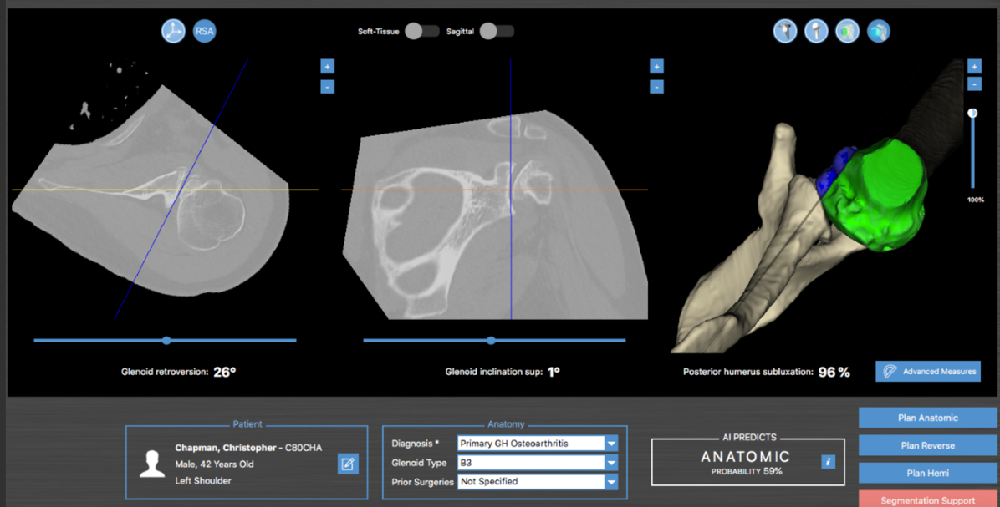 RSA
Soft-Tissue
Sagittal
+
-
+
-
+
-
100%
Glenoid retroversion: 26°
Glenoid inclination sup: 1°
Posterior humerus subluxation: 96 %
Advanced Measures
Patient
Chapman, Christopher - C80CHA
Male, 42 Years Old
Left Shoulder
Anatomy
Diagnosis * Primary GH Osteoarthritis
Glenoid Type B3
Prior Surgeries Not Specified
AI PREDICTS
ANATOMIC
PROBABILITY 59%
i
Plan Anatomic
Plan Reverse
Plan Hemi
Segmentation Support